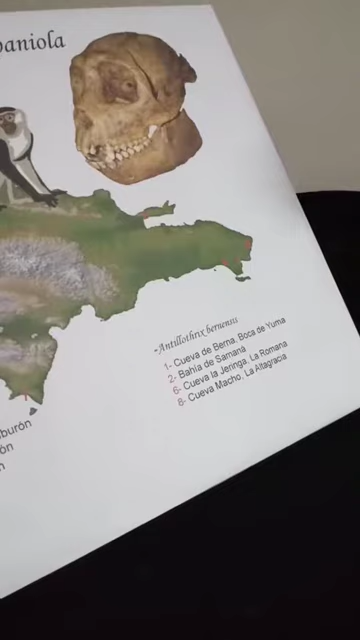 paniola
-Antillothrix bernensis
1- Cueva de Berna, Boca de Yuma
2- Bahía de Samaná
6- Cueva la Jeringa, La Romana
8- Cueva Macho, La Altagracia
burón
ón
n